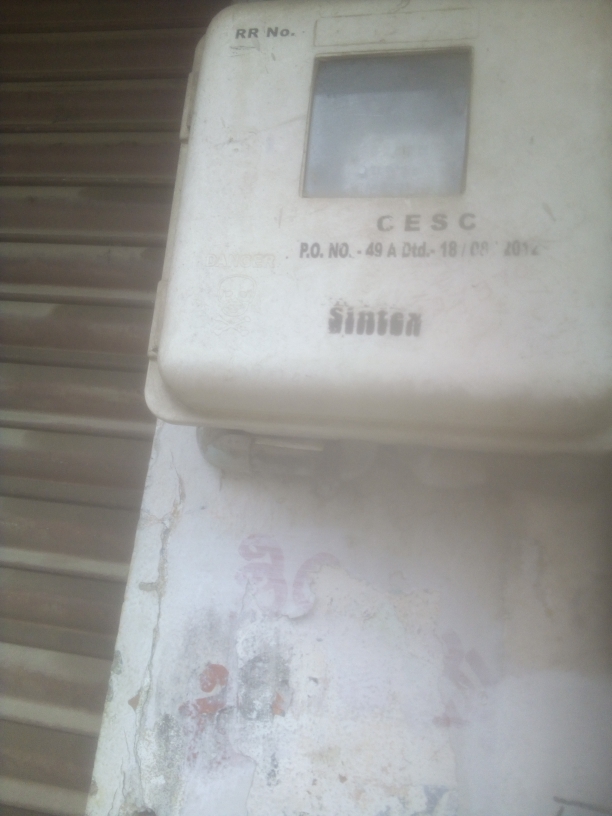 RR No.
CESC
P.O. NO. - 49 A Dtd.- 18 / 08 / 2012
Sintex